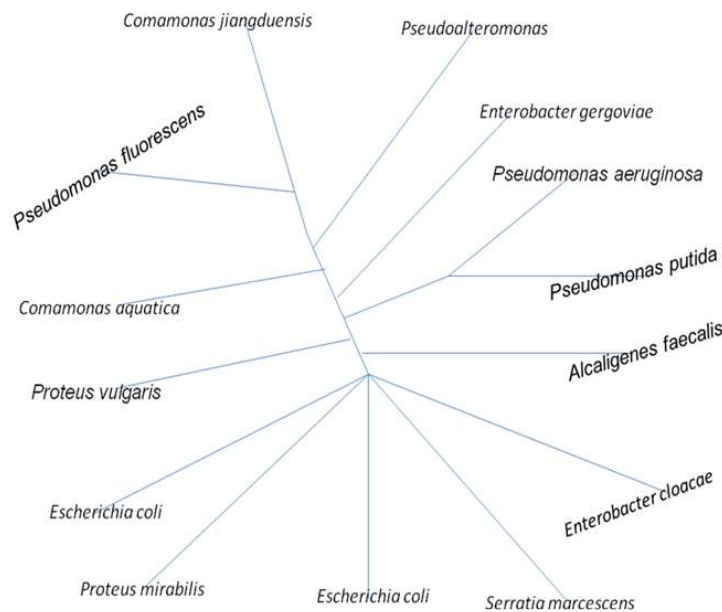 Comamonas jiangduensis
Pseudoalteromonas
Enterobacter gergoviae
Pseudomonas fluorescens
Pseudomonas aeruginosa
Pseudomonas putida
Comamonas aquatica
Alcaligenes faecalis
Proteus vulgaris
Escherichia coli
Enterobacter cloacae
Proteus mirabilis
Escherichia coli
Serratia marcescens